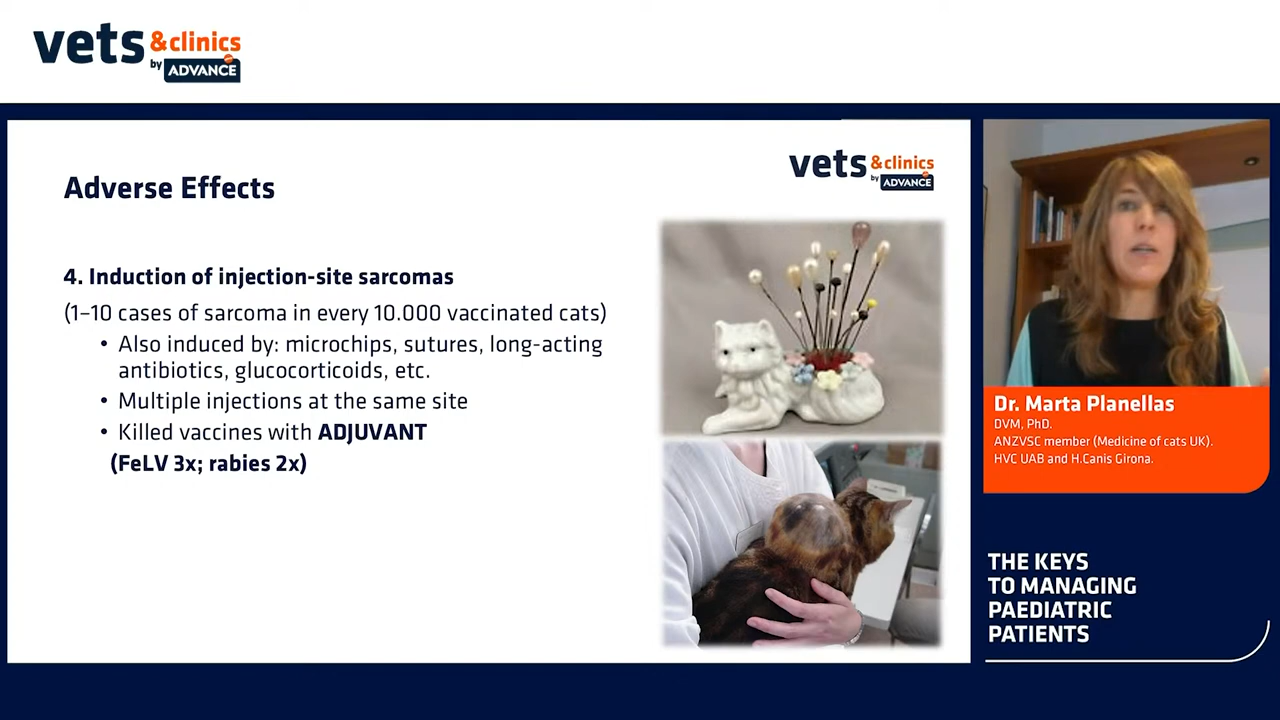 vets &clinics
by ADVANCE
vets &clinics
by ADVANCE
Adverse Effects
4. Induction of injection-site sarcomas
(1–10 cases of sarcoma in every 10.000 vaccinated cats)
• Also induced by: microchips, sutures, long-acting
antibiotics, glucocorticoids, etc.
• Multiple injections at the same site
• Killed vaccines with ADJUVANT
(FeLV 3x; rabies 2x)
Dr. Marta Planellas
DVM, PhD.
ANZVSC member (Medicine of cats UK).
HVC UAB and H.Canis Girona.
THE KEYS
TO MANAGING
PAEDIATRIC
PATIENTS